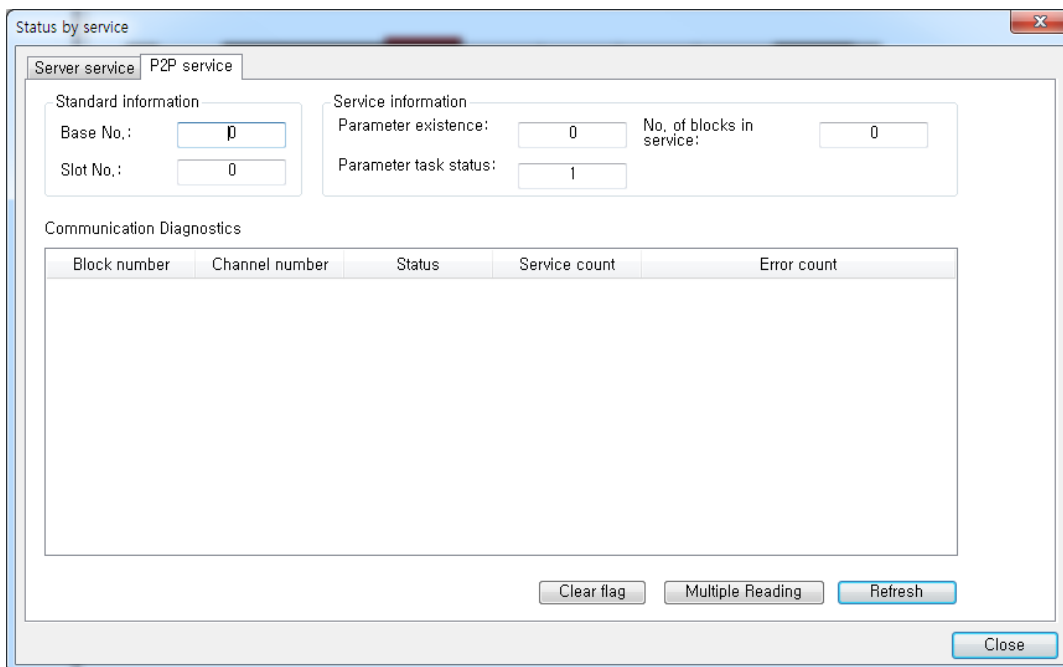 Status by service
Server service
P2P service
Standard information
Base No.:
0
Slot No.:
0
Service information
Parameter existence:
0
No. of blocks in
service:
0
Parameter task status:
1
Communication Diagnostics
Block number
Channel number
Status
Service count
Error count
Clear flag
Multiple Reading
Refresh
Close